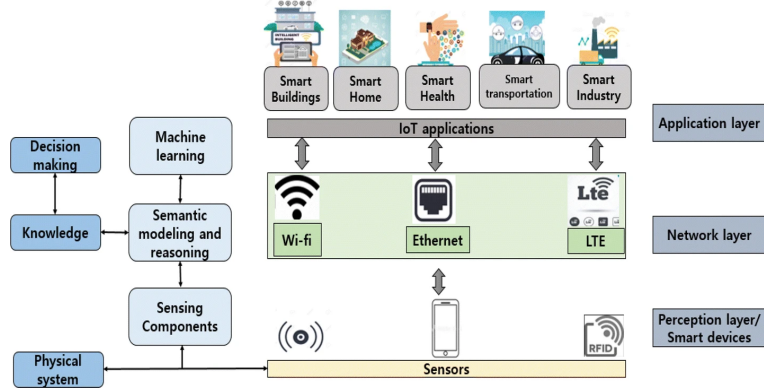 INTELLIGENT
BUILDING
Smart
Buildings
Smart
Home
Smart
Health
Smart
transportation
Smart
Industry
IoT applications
Application layer
Decision
making
Machine
learning
Knowledge
Semantic
modeling and
reasoning
Lte
Wi-fi
Ethernet
LTE
Network layer
Sensing
Components
RFID
Perception layer/
Smart devices
Physical
system
Sensors